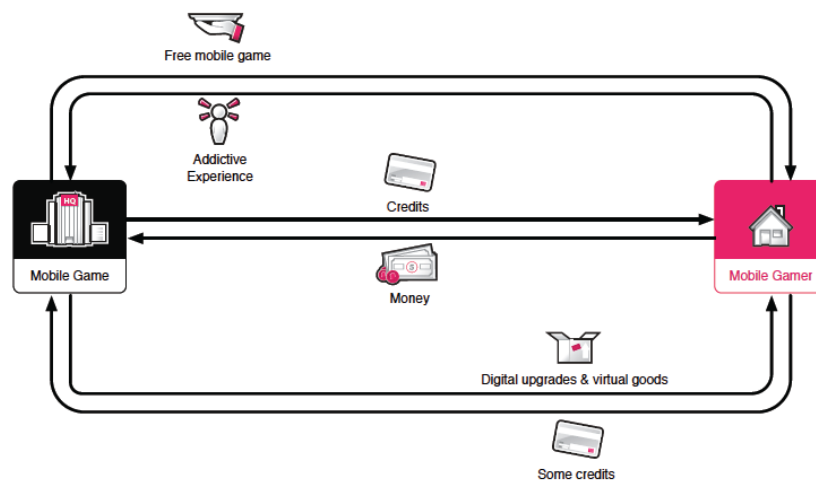 Free mobile game
Addictive
Experience
Credits
HQ
Mobile Game
Mobile Gamer
$
Money
Digital upgrades & virtual goods
Some credits